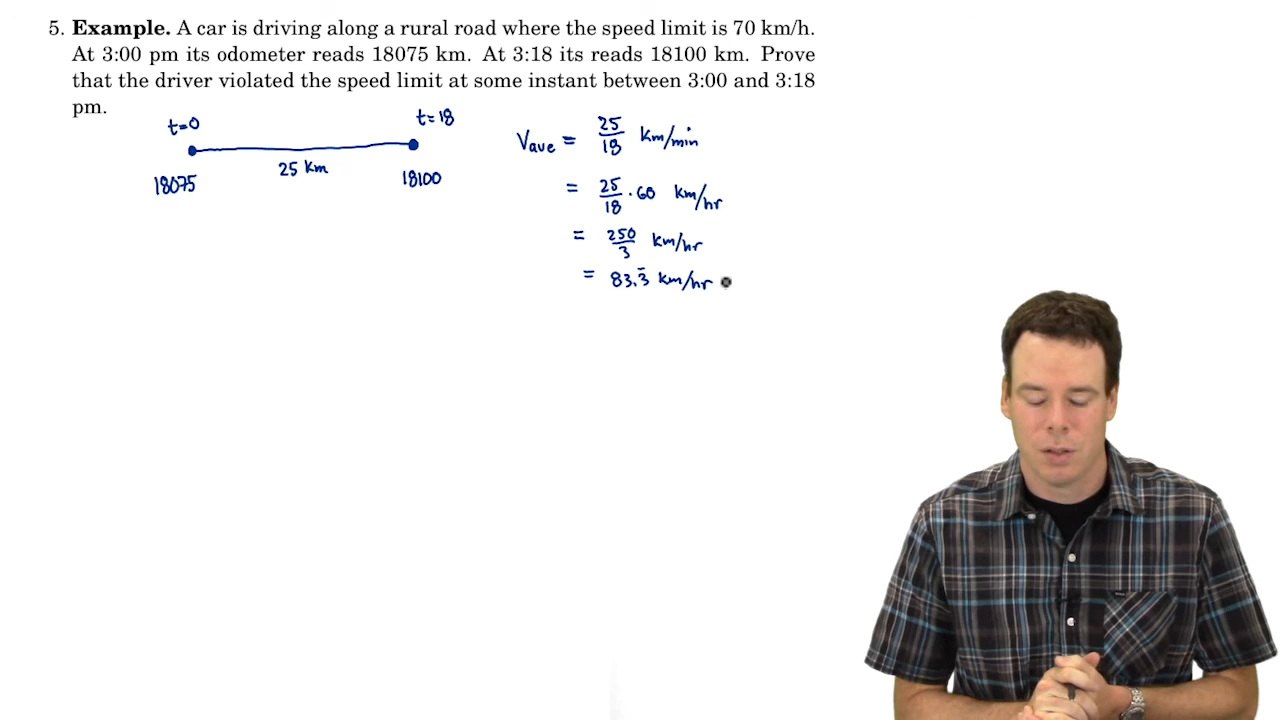 5. Example. A car is driving along a rural road where the speed limit is 70 km/h.
At 3:00 pm its odometer reads 18075 km. At 3:18 its reads 18100 km. Prove
that the driver violated the speed limit at some instant between 3:00 and 3:18
pm.
t=0
t=18
25 Km
18075
18100
Vave = 25/18 km/min
= 25/18 · 60 km/hr
= 250/3 km/hr
= 83.3̅ km/hr